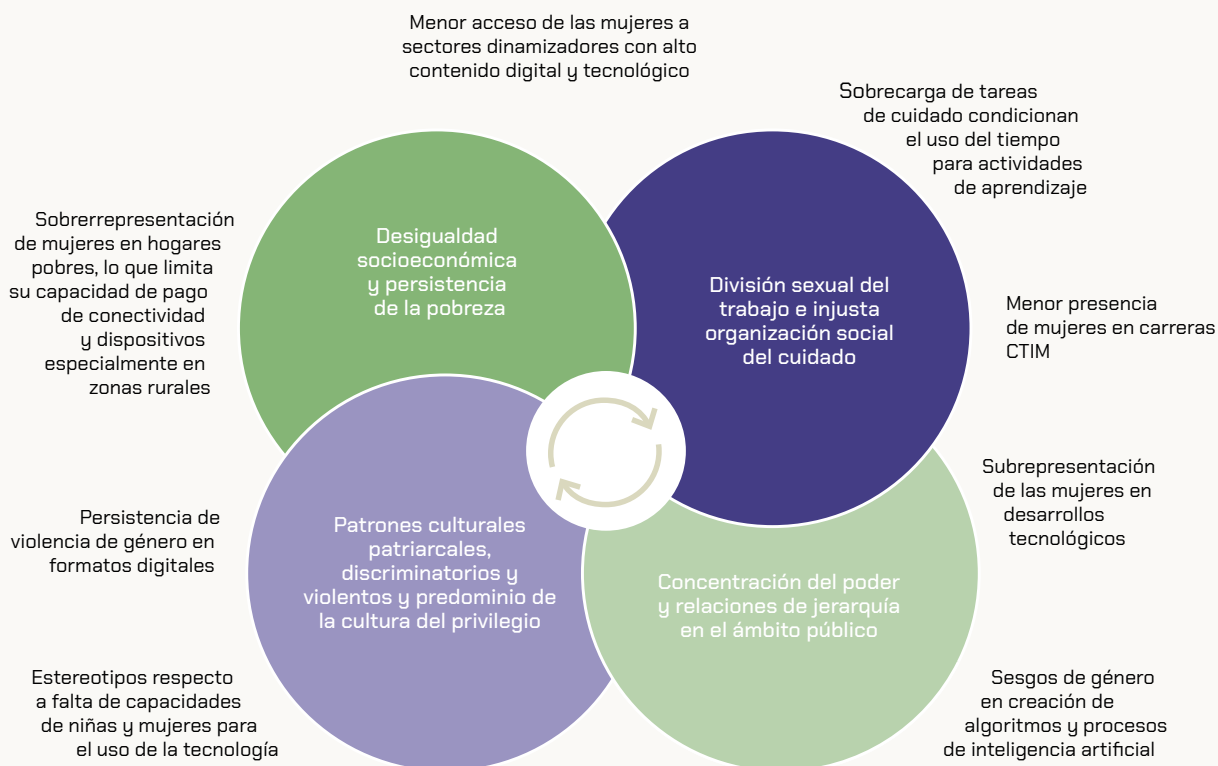 Menor acceso de las mujeres a
sectores dinamizadores con alto
contenido digital y tecnológico
Sobrecarga de tareas
de cuidado condicionan
el uso del tiempo
para actividades
de aprendizaje
Sobrerrepresentación
de mujeres en hogares
pobres, lo que limita
su capacidad de pago
de conectividad
y dispositivos
especialmente en
zonas rurales
Desigualdad
socioeconómica
y persistencia
de la pobreza
División sexual del
trabajo e injusta
organización social
del cuidado
Menor presencia
de mujeres en carreras
CTIM
Persistencia de
violencia de género en
formatos digitales
Patrones culturales
patriarcales,
discriminatorios y
violentos y predominio de
la cultura del privilegio
Concentración del poder
y relaciones de jerarquía
en el ámbito público
Subrepresentación
de las mujeres en
desarrollos
tecnológicos
Estereotipos respecto
a falta de capacidades
de niñas y mujeres para
el uso de la tecnología
Sesgos de género
en creación de
algoritmos y procesos
de inteligencia artificial